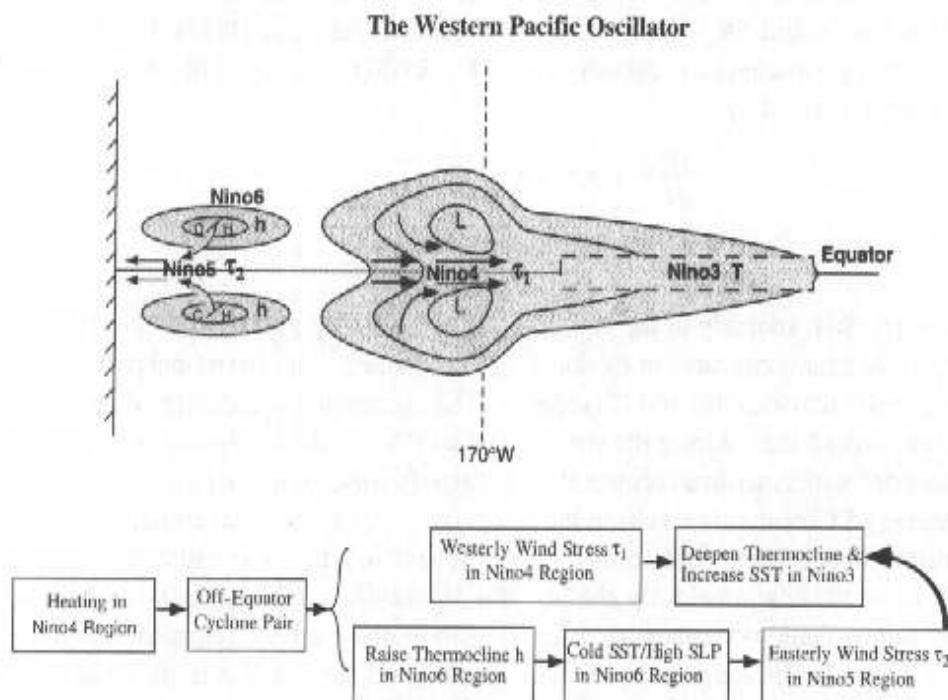 The Western Pacific Oscillator
Nino6
C H h
Nino5 τ2
C H h
L
Nino4 τ1
L
Nino3 T
Equator
170°W
Heating in
Nino4 Region
Off-Equator
Cyclone Pair
Westerly Wind Stress τ1
in Nino4 Region
Deepen Thermocline &
Increase SST in Nino3
Raise Thermocline h
in Nino6 Region
Cold SST/High SLP
in Nino6 Region
Easterly Wind Stress τ2
in Nino5 Region